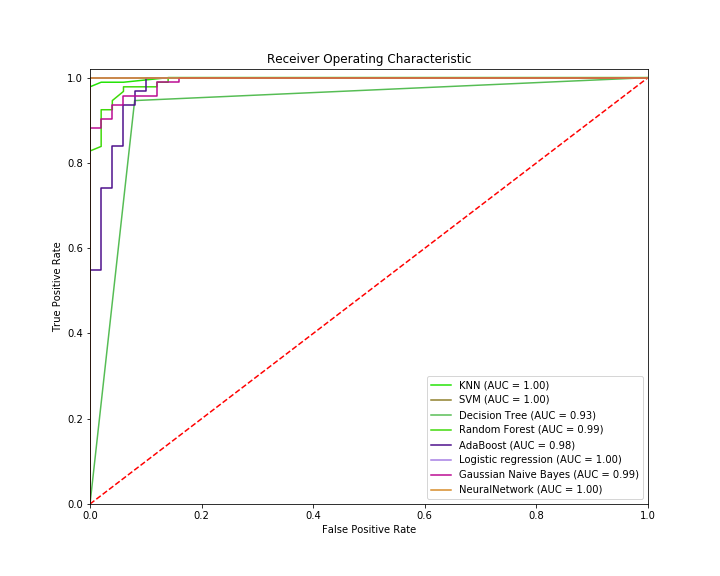 Receiver Operating Characteristic
1.0
0.8
0.6
0.4
0.2
0.0
True Positive Rate
KNN (AUC = 1.00)
SVM (AUC = 1.00)
Decision Tree (AUC = 0.93)
Random Forest (AUC = 0.99)
AdaBoost (AUC = 0.98)
Logistic regression (AUC = 1.00)
Gaussian Naive Bayes (AUC = 0.99)
NeuralNetwork (AUC = 1.00)
0.0 0.2 0.4 0.6 0.8 1.0
False Positive Rate